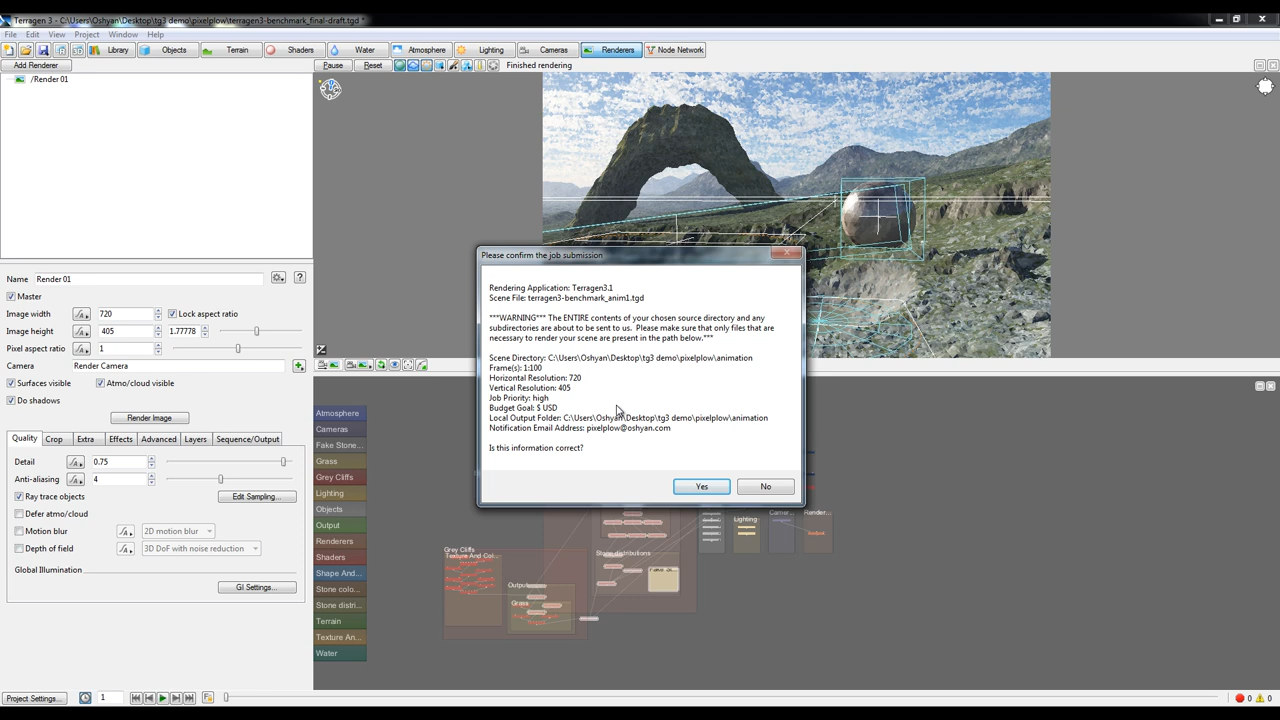 Terragen 3 - C:\Users\Oshyan\Desktop\tg3 demo\pixelplow\terragen3-benchmark_final-draft.tgd *
File Edit View Project Window Help
Library Objects Terrain Shaders Water Atmosphere Lighting Cameras Renderers Node Network
Add Renderer
Pause Reset Finished rendering
/Render 01
Name Render 01
Master
Image width 720 Lock aspect ratio
Image height 405 1.77778
Pixel aspect ratio 1
Camera Render Camera
Surfaces visible Atmo/cloud visible
Do shadows
Render Image
Quality Crop Extra Effects Advanced Layers Sequence/Output
Detail 0.75
Anti-aliasing 4
Ray trace objects Edit Sampling...
Defer atmo/cloud
Motion blur 2D motion blur
Depth of field 3D DoF with noise reduction
Global Illumination
GI Settings...
Project Settings... 1
Please confirm the job submission
Rendering Application: Terragen3.1
Scene File: terragen3-benchmark_anim1.tgd
***WARNING*** The ENTIRE contents of your chosen source directory and any
subdirectories are about to be sent to us. Please make sure that only files that are
necessary to render your scene are present in the path below.***
Scene Directory: C:\Users\Oshyan\Desktop\tg3 demo\pixelplow\animation
Frame(s): 1:100
Horizontal Resolution: 720
Vertical Resolution: 405
Job Priority: high
Budget Goal: $ USD
Local Output Folder: C:\Users\Oshyan\Desktop\tg3 demo\pixelplow\animation
Notification Email Address: pixelplow@oshyan.com
Is this information correct?
Yes No
Atmosphere
Cameras
Fake Stone...
Grass
Grey Cliffs
Lighting
Objects
Output
Renderers
Shaders
Shape And...
Stone colo...
Stone distri...
Terrain
Texture An...
Water
Grey Cliffs
Texture And Col...
Output
Grass
Stone distributions
Lighting
Camer...
Render...
0 0